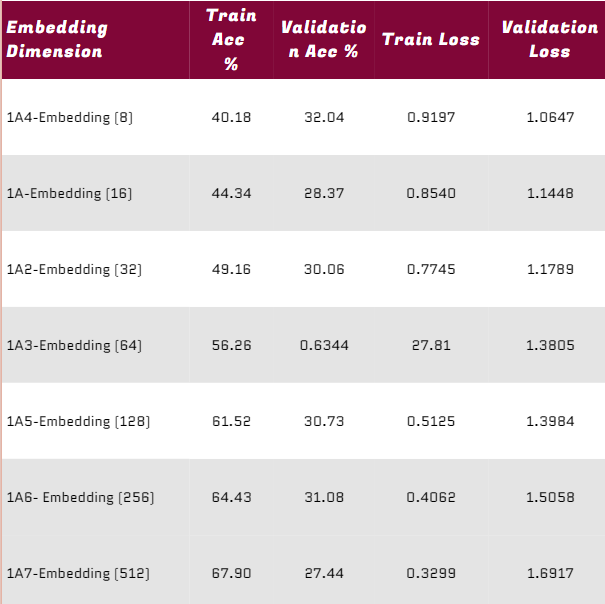 Embedding Dimension Train Acc % Validation Acc % Train Loss Validation Loss
1A4-Embedding (8) 40.18 32.04 0.9197 1.0647
1A-Embedding (16) 44.34 28.37 0.8540 1.1448
1A2-Embedding (32) 49.16 30.06 0.7745 1.1789
1A3-Embedding (64) 56.26 0.6344 27.81 1.3805
1A5-Embedding (128) 61.52 30.73 0.5125 1.3984
1A6- Embedding (256) 64.43 31.08 0.4062 1.5058
1A7-Embedding (512) 67.90 27.44 0.3299 1.6917